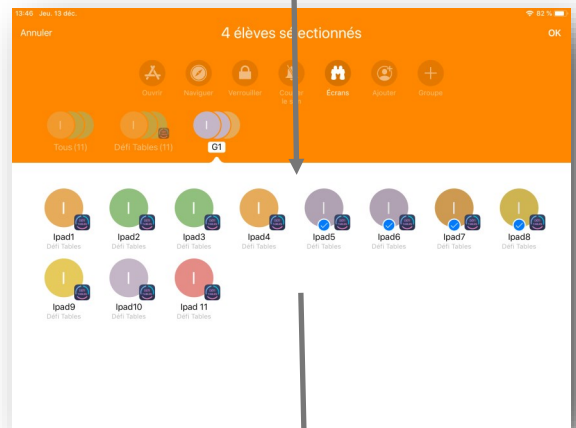 13:46 Jeu. 13 déc. 82 %
Annuler 4 élèves sélectionnés OK
Ouvrir Naviguer Verrouiller Couper le son Écrans Ajouter Groupe
Tous (11) Défi Tables (11) G1
Ipad1 Ipad2 Ipad3 Ipad4 Ipad5 Ipad6 Ipad7 Ipad8
Défi Tables Défi Tables Défi Tables Défi Tables Défi Tables Défi Tables Défi Tables Défi Tables
Ipad9 Ipad10 Ipad 11
Défi Tables Défi Tables Défi Tables